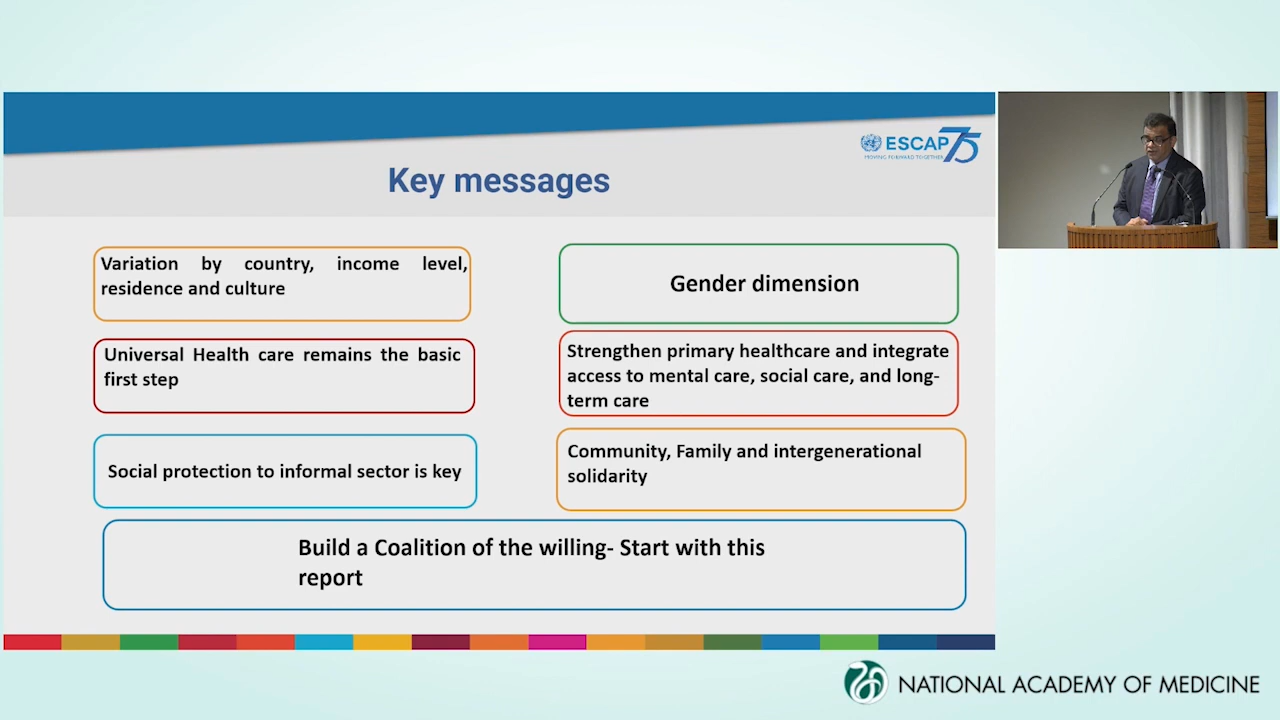 ESCAP 75
MOVING FORWARD TOGETHER
Key messages
Variation by country, income level,
residence and culture
Gender dimension
Universal Health care remains the basic
first step
Strengthen primary healthcare and integrate
access to mental care, social care, and long-
term care
Social protection to informal sector is key
Community, Family and intergenerational
solidarity
Build a Coalition of the willing- Start with this
report
NATIONAL ACADEMY OF MEDICINE